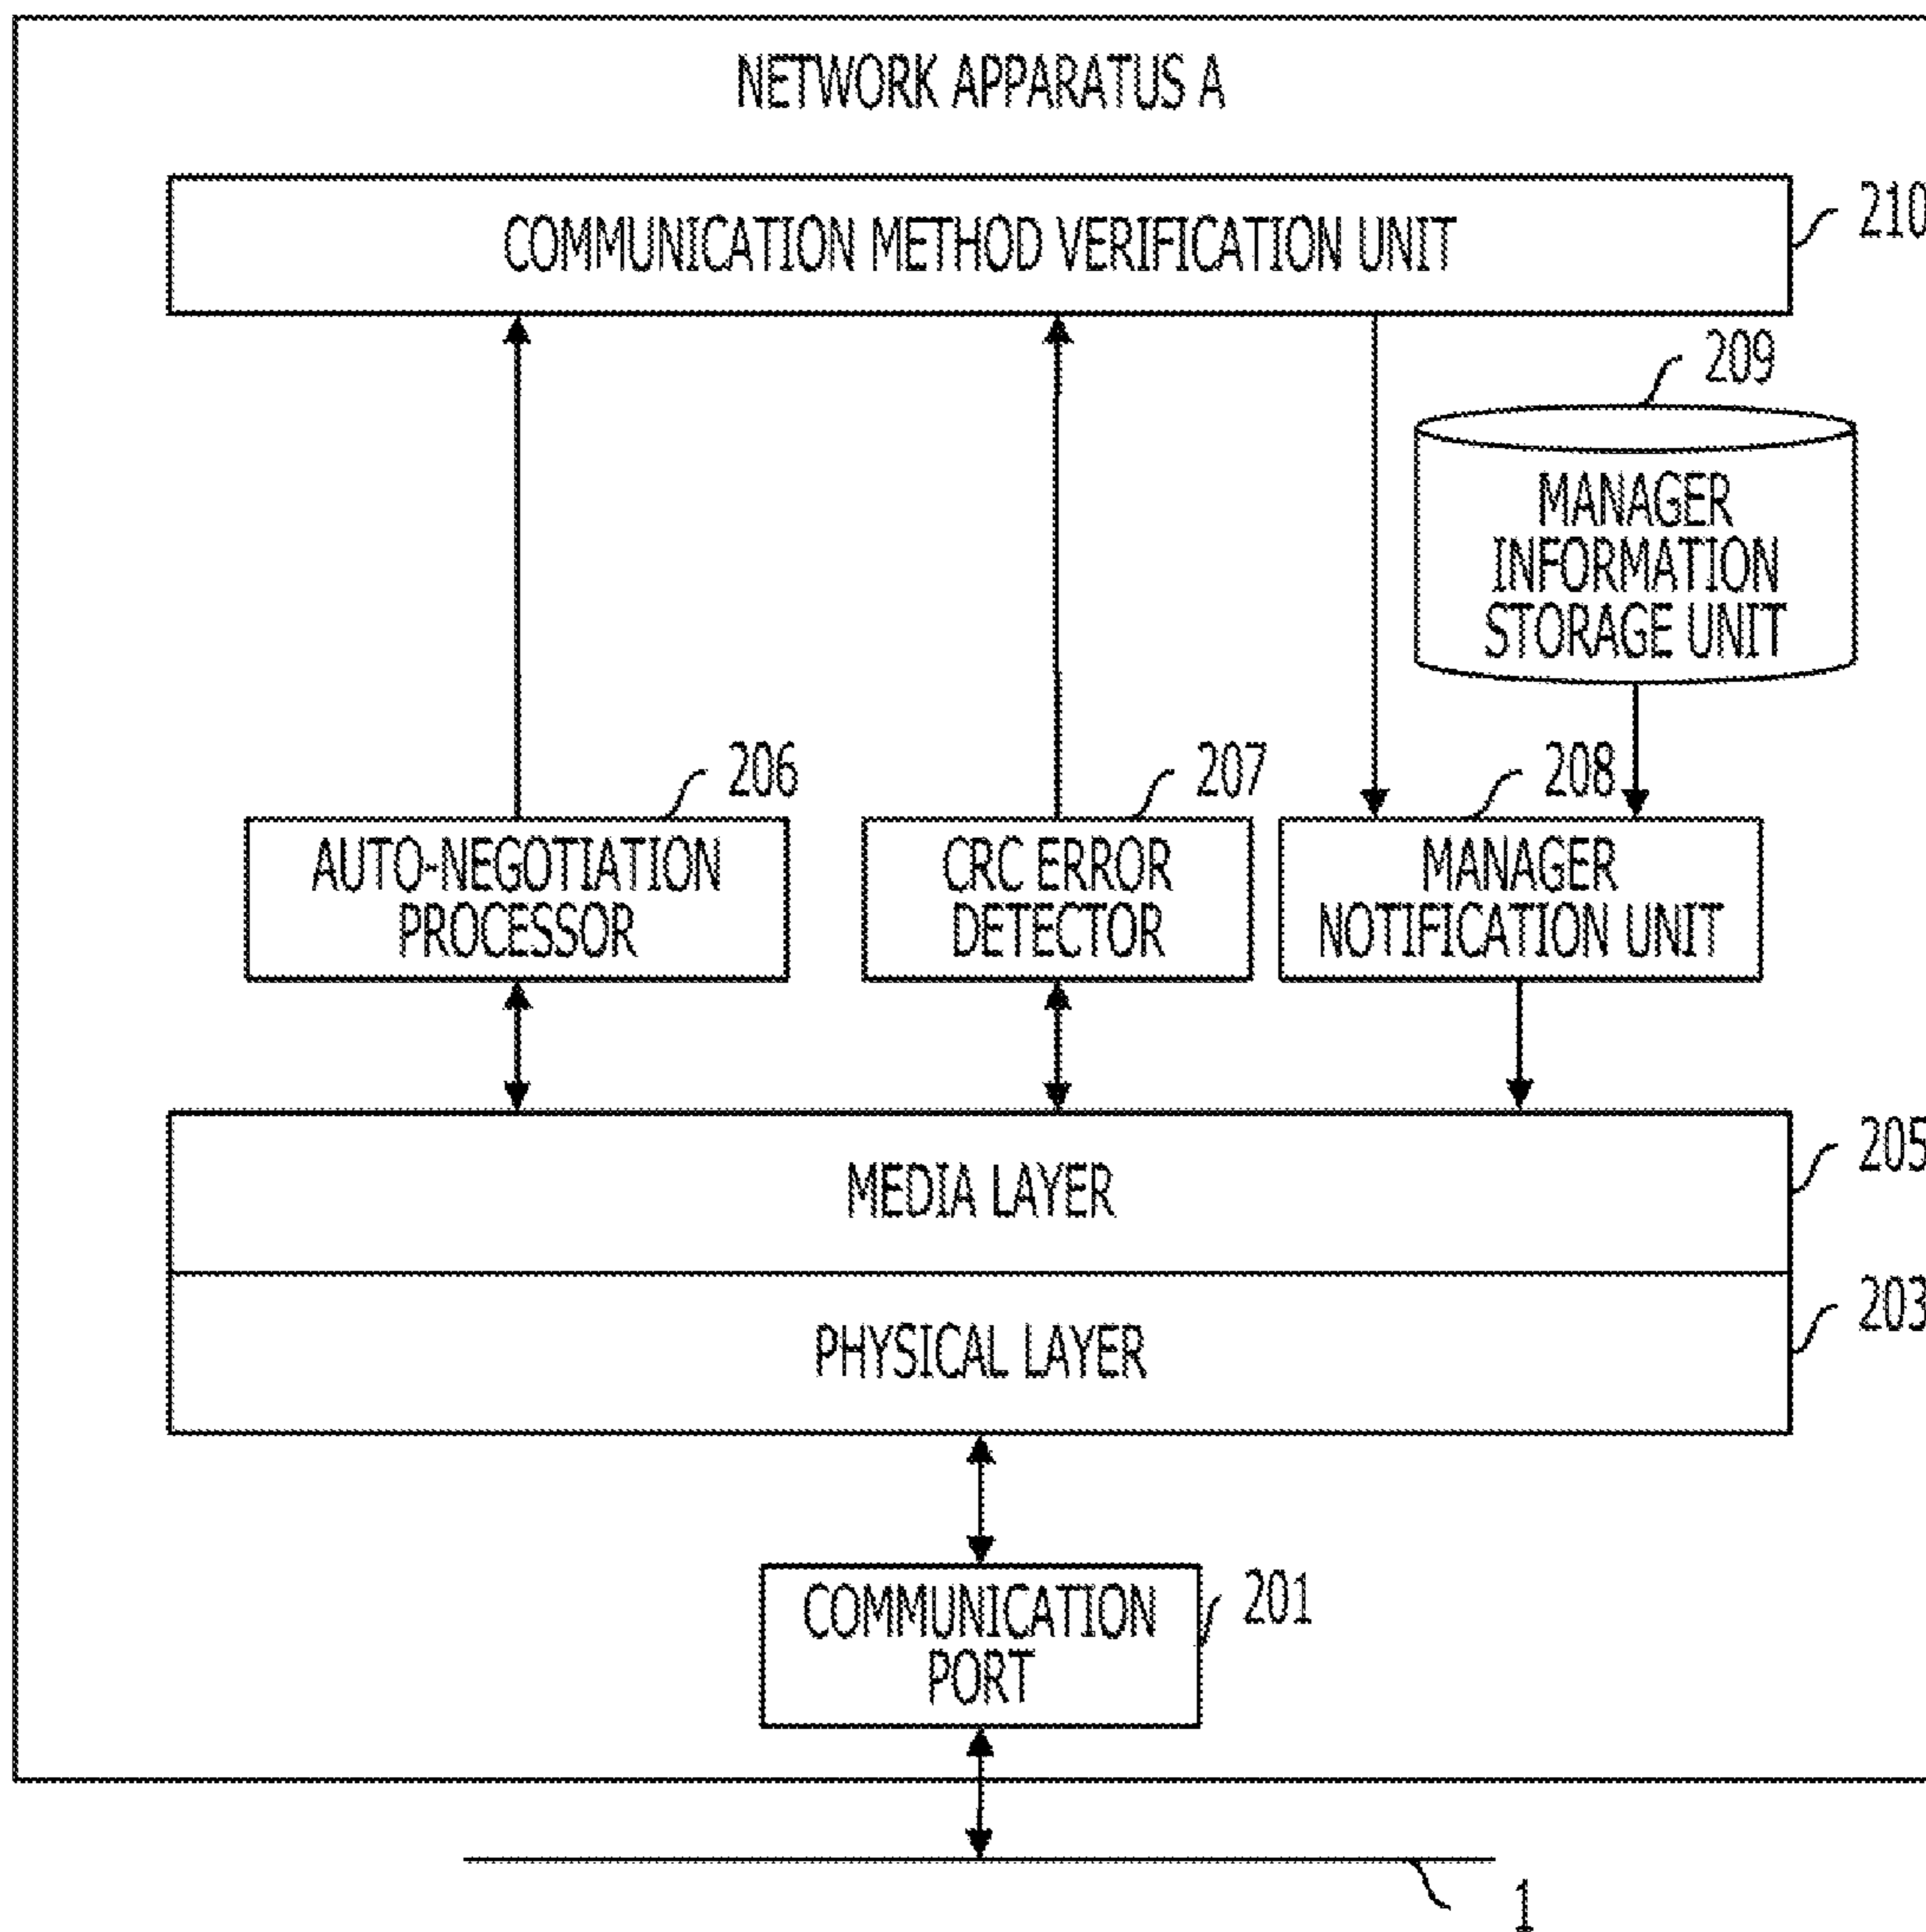 NETWORK APPARATUS A
COMMUNICATION METHOD VERIFICATION UNIT
210
209
MANAGER
INFORMATION
STORAGE UNIT
206
207
208
AUTO-NEGOTIATION
PROCESSOR
CRC ERROR
DETECTOR
MANAGER
NOTIFICATION UNIT
MEDIA LAYER
205
PHYSICAL LAYER
203
COMMUNICATION
PORT
201
1